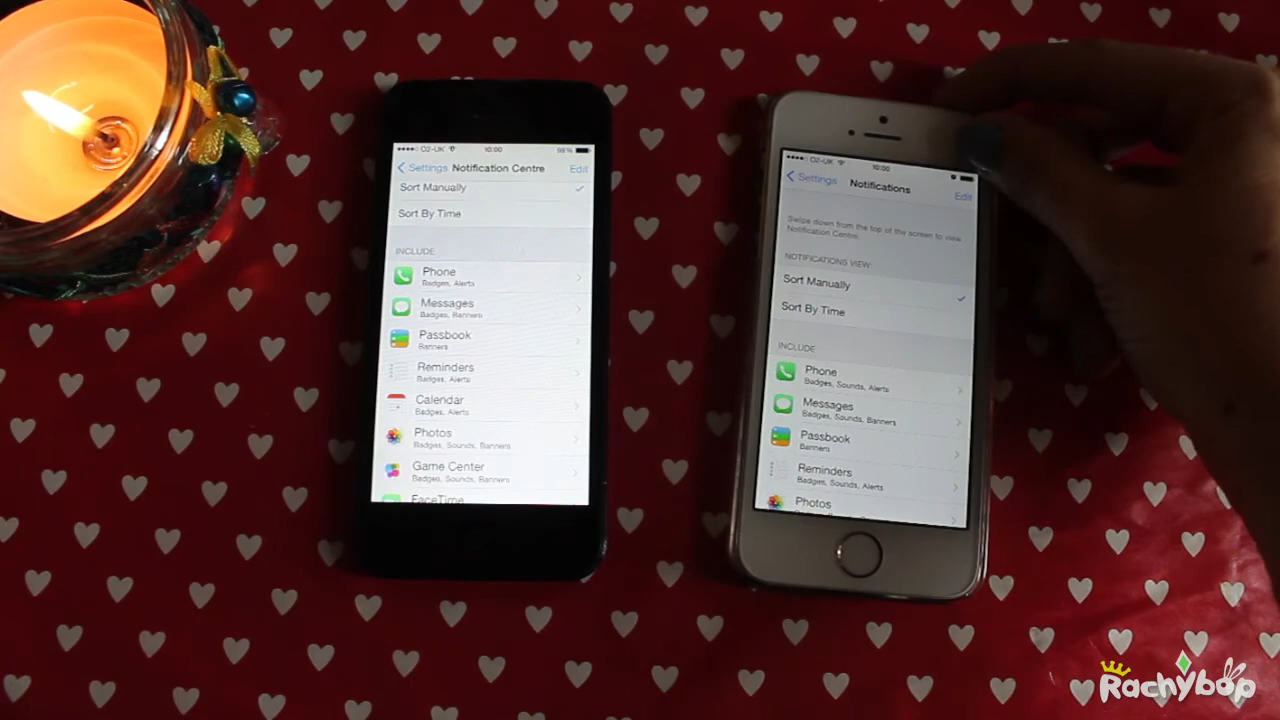 ●●●●○ O2-UK 10:00 98%
Settings Notification Centre Edit
Sort Manually
Sort By Time
INCLUDE
Phone
Badges, Alerts
Messages
Badges, Banners
Passbook
Banners
Reminders
Badges, Alerts
Calendar
Badges, Alerts
Photos
Badges, Sounds, Banners
Game Center
Badges, Sounds, Banners
FaceTime
●●●●○ O2-UK 10:00
Settings Notifications Edit
Swipe down from the top of the screen to view
Notification Centre.
NOTIFICATIONS VIEW:
Sort Manually
Sort By Time
INCLUDE
Phone
Badges, Sounds, Alerts
Messages
Badges, Sounds, Banners
Passbook
Banners
Reminders
Badges, Sounds, Alerts
Photos
Rachybop